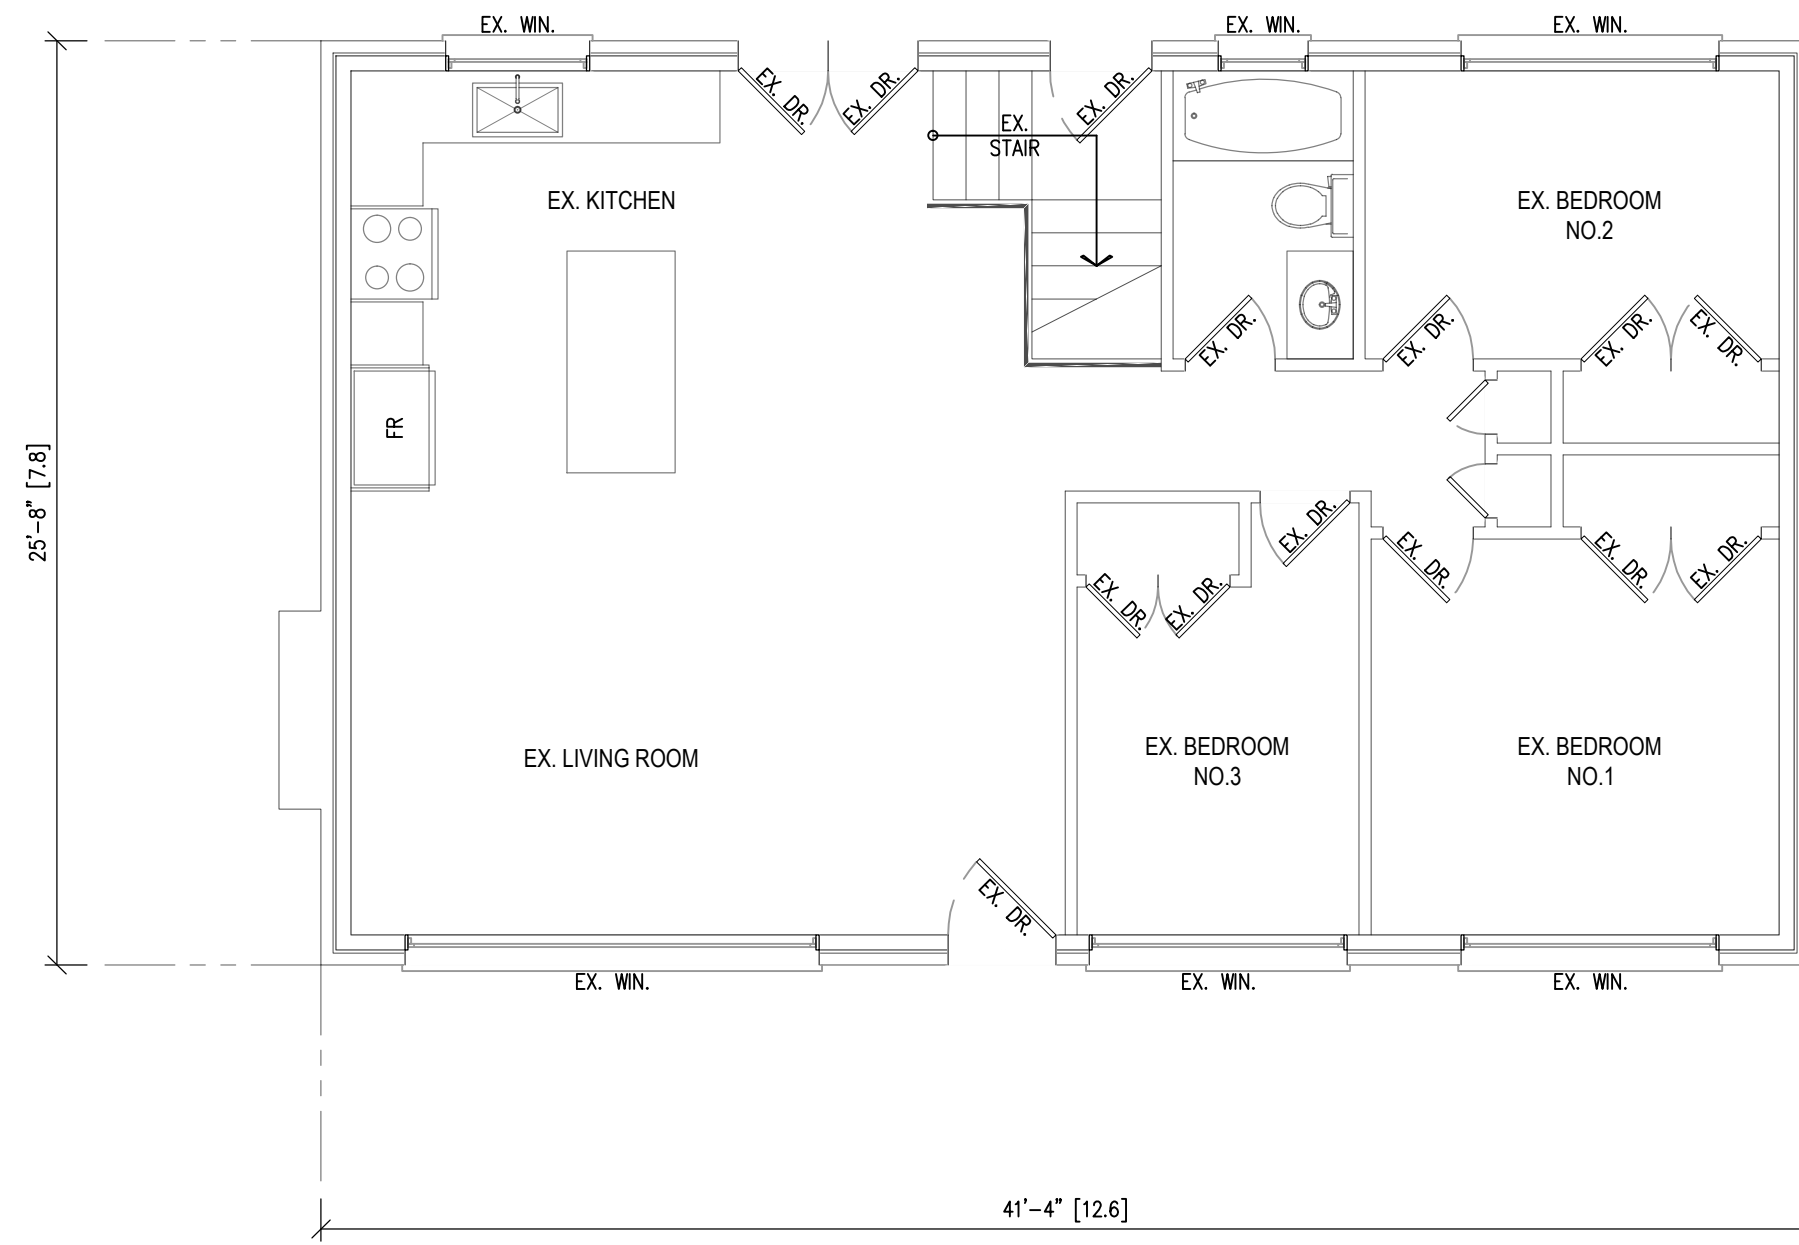 EX. WIN.
EX. WIN.
EX. WIN.
EX. DR.
EX. DR.
EX. DR.
EX.
STAIR
EX. KITCHEN
EX. BEDROOM
NO.2
EX. DR.
EX. DR.
EX. DR.
EX. DR.
FR
25'-8" [7.8]
EX. DR.
EX. DR.
EX. DR.
EX. DR.
EX. DR.
EX. DR.
EX. LIVING ROOM
EX. BEDROOM
NO.3
EX. BEDROOM
NO.1
EX. DR.
EX. WIN.
EX. WIN.
EX. WIN.
41'-4" [12.6]